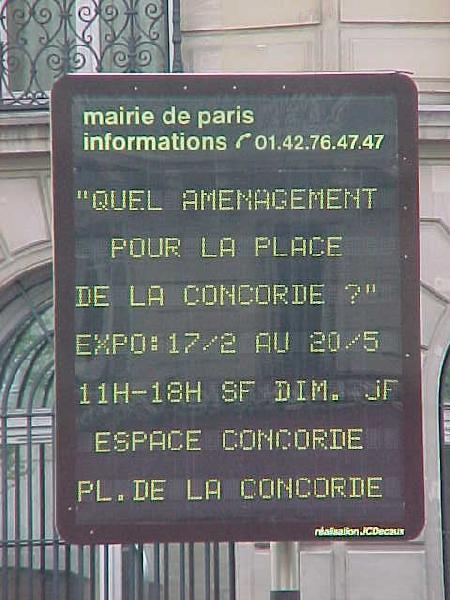 mairie de paris
informations 01.42.76.47.47
"QUEL AMENAGEMENT
POUR LA PLACE
DE LA CONCORDE ?"
EXPO:17/2 AU 20/5
11H-18H SF DIM. JF
ESPACE CONCORDE
PL.DE LA CONCORDE
réalisation JCDecaux